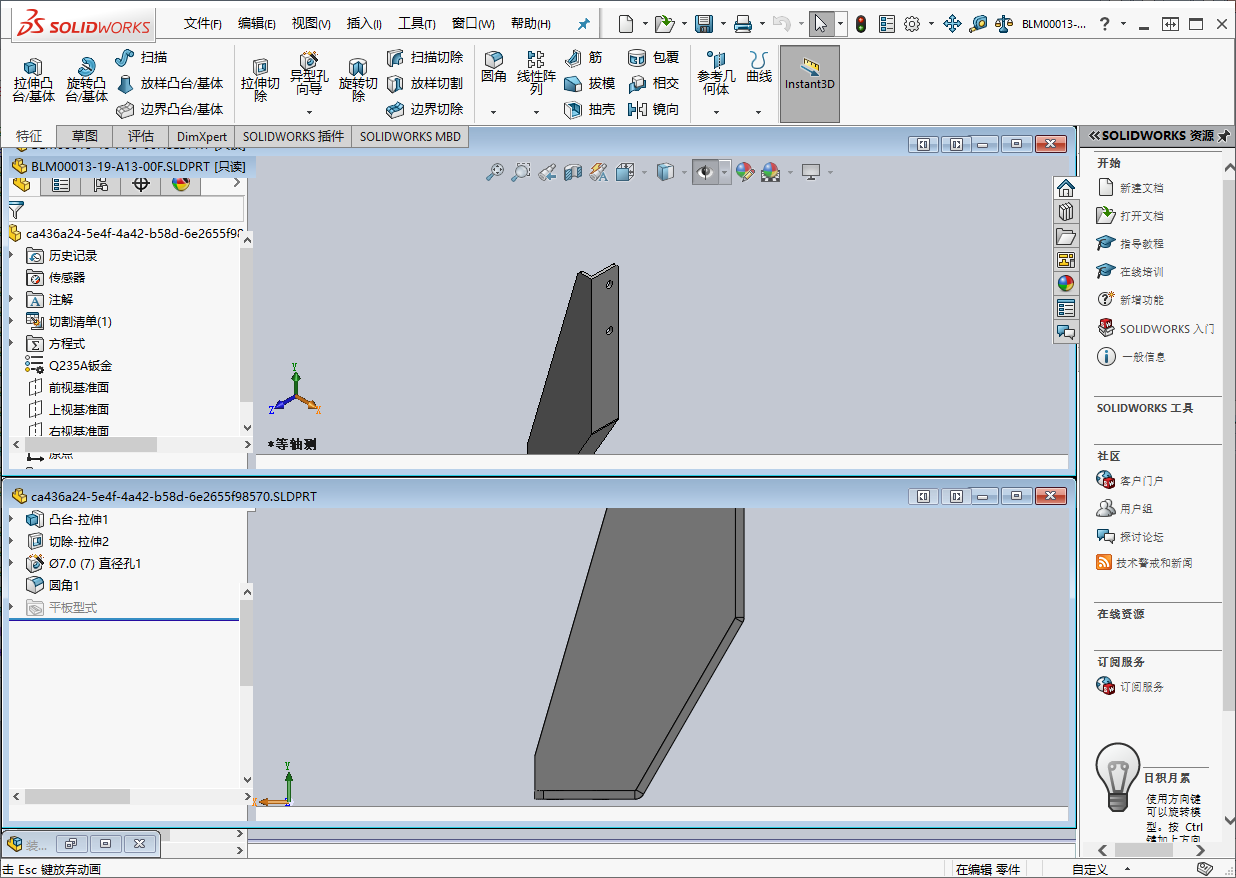 SOLIDWORKS
文件(F) 编辑(E) 视图(V) 插入(I) 工具(T) 窗口(W) 帮助(H)
BLM00013-...
?
拉伸凸台/基体
旋转凸台/基体
扫描
放样凸台/基体
边界凸台/基体
拉伸切除
异型孔向导
旋转切除
扫描切除
放样切割
边界切除
圆角
线性阵列
筋
拔模
抽壳
包覆
相交
镜向
参考几何体
曲线
Instant3D
特征 草图 评估 DimXpert SOLIDWORKS 插件 SOLIDWORKS MBD
BLM00013-19-A13-00F.SLDPRT [只读]
ca436a24-5e4f-4a42-b58d-6e2655f98
历史记录
传感器
注解
切割清单(1)
方程式
Q235A钣金
前视基准面
上视基准面
右视基准面
原点
Y
Z
X
*等轴测
ca436a24-5e4f-4a42-b58d-6e2655f98570.SLDPRT
凸台-拉伸1
切除-拉伸2
Ø7.0 (7) 直径孔1
圆角1
平板型式
Y
装...
击 Esc 键放弃动画
在编辑 零件
自定义
SOLIDWORKS 资源
开始
新建文档
打开文档
指导教程
在线培训
新增功能
SOLIDWORKS 入门
一般信息
SOLIDWORKS 工具
社区
客户门户
用户组
探讨论坛
技术警戒和新闻
在线资源
订阅服务
订阅服务
日积月累
使用方向键
可以旋转模
型。按 Ctrl
键加上方向